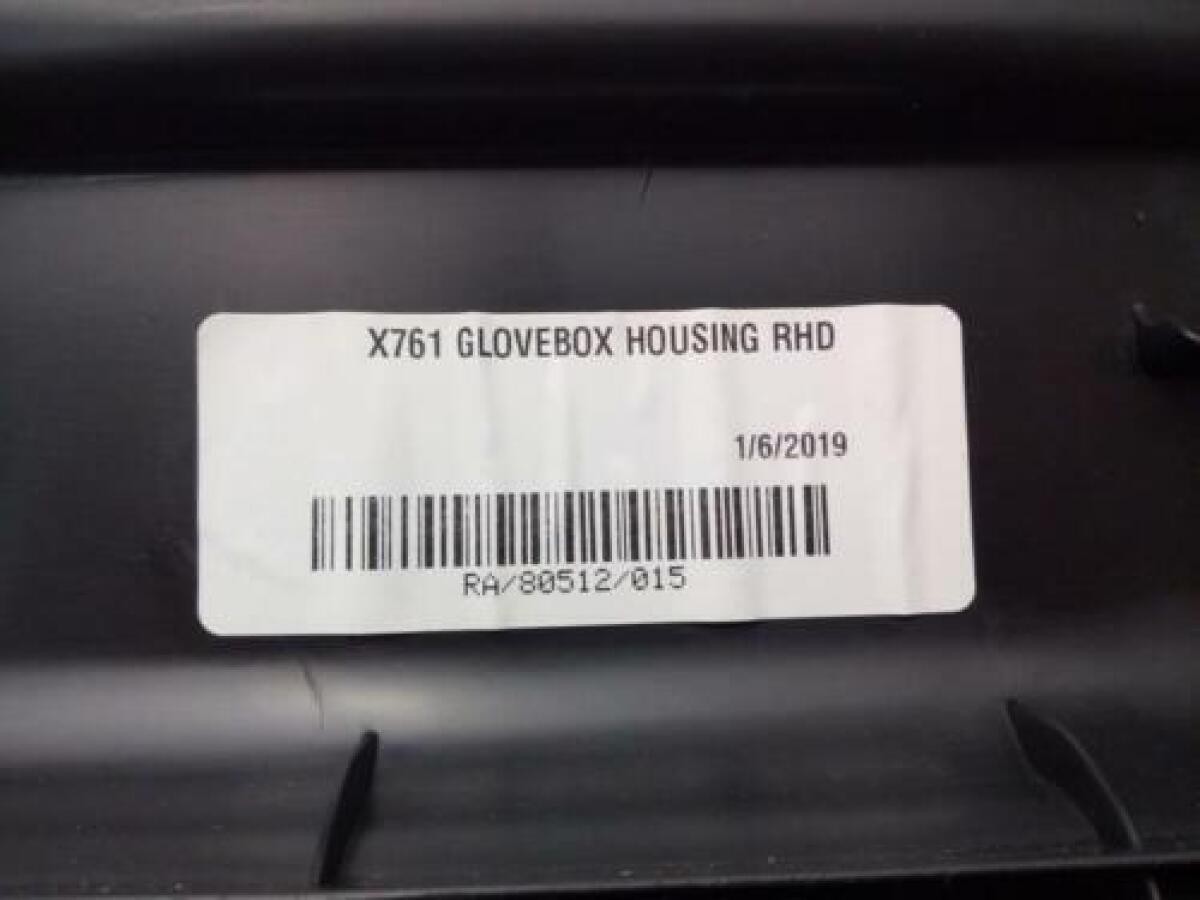 X761 GLOVEBOX HOUSING RHD
1/6/2019
RA/80512/015